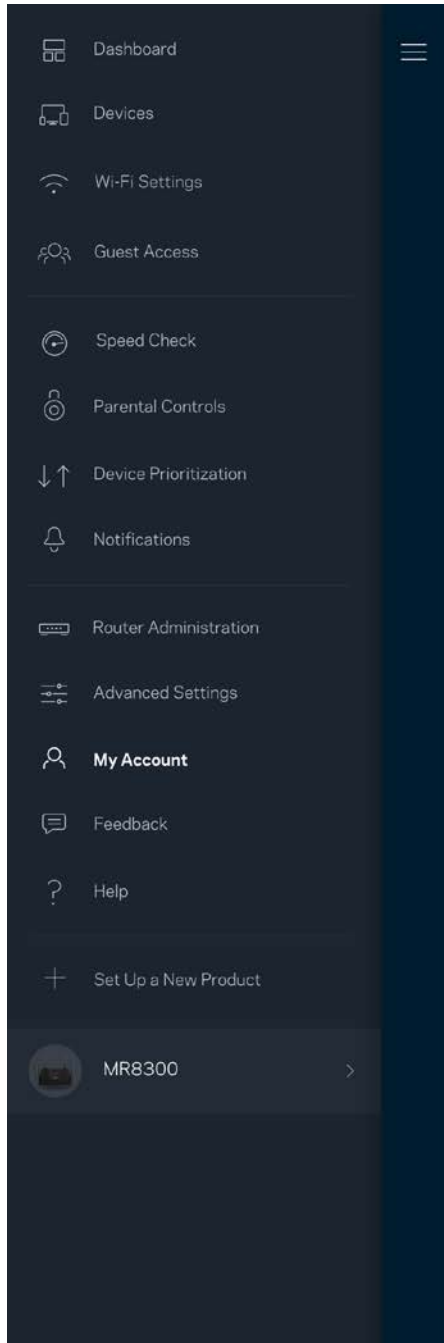 Dashboard
Devices
Wi-Fi Settings
Guest Access
Speed Check
Parental Controls
Device Prioritization
Notifications
Router Administration
Advanced Settings
My Account
Feedback
Help
Set Up a New Product
MR8300